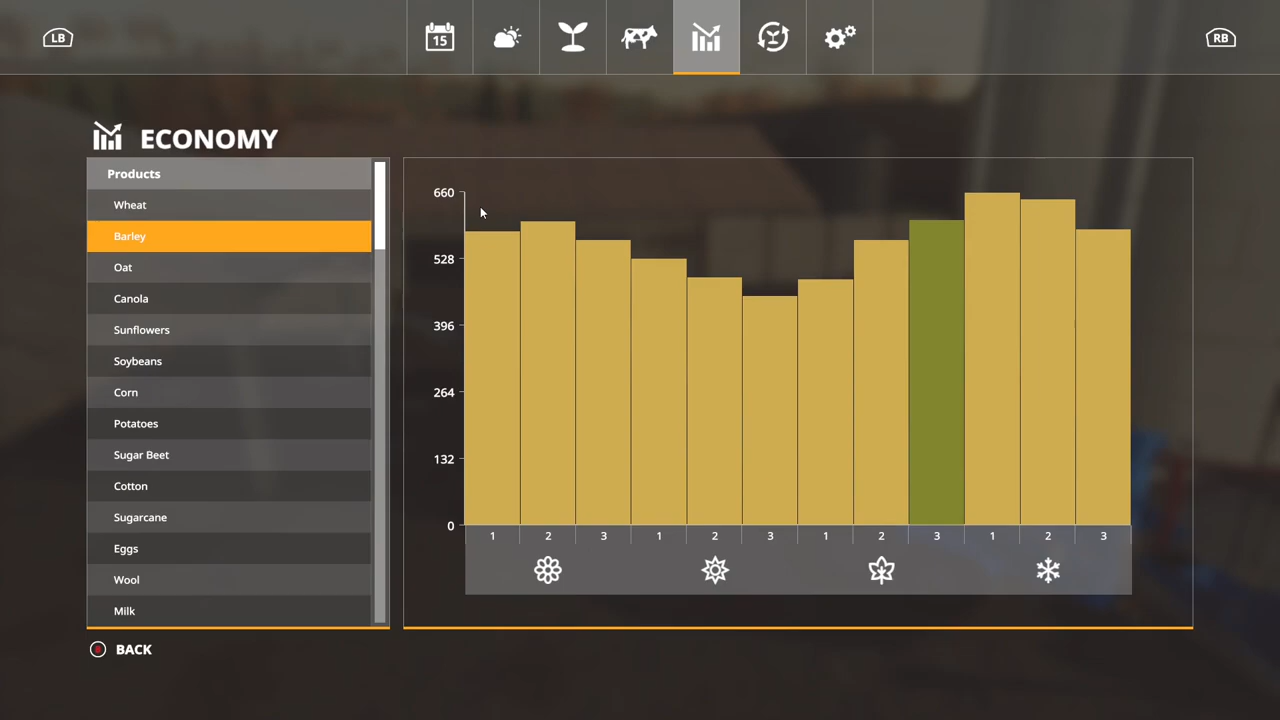 LB
15
RB
ECONOMY
Products
Wheat
Barley
Oat
Canola
Sunflowers
Soybeans
Corn
Potatoes
Sugar Beet
Cotton
Sugarcane
Eggs
Wool
Milk
660
528
396
264
132
0
1 2 3 1 2 3 1 2 3 1 2 3
BACK